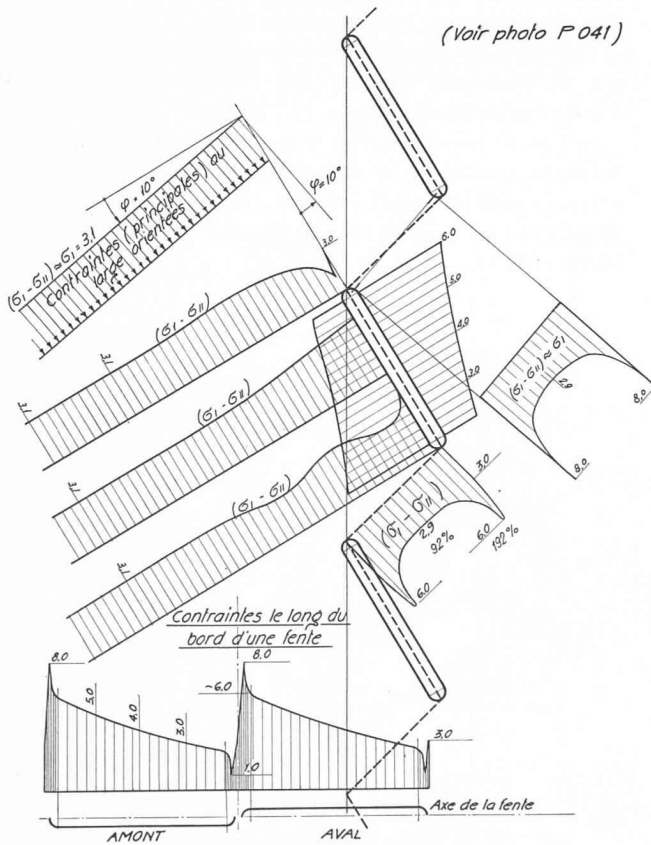 (Voir photo P 041)
φ = 10°
(σI - σII) ≈ σI = 3,1
Contraintes (principales) au
large orientées
φ = 10°
3,0
6,0
5,0
4,0
3,0
(σI - σII)
3,1
3,1
(σI - σII)
3,1
(σI - σII)
3,1
(σI - σII) ≈ σI
2,9
8,0
8,0
3,0
(σI - σII)
2,9
92%
6,0
192%
6,0
Contraintes le long du
bord d'une fente
8,0
5,0
4,0
3,0
1,0
8,0
~6,0
3,0
Axe de la fente
AMONT
AVAL